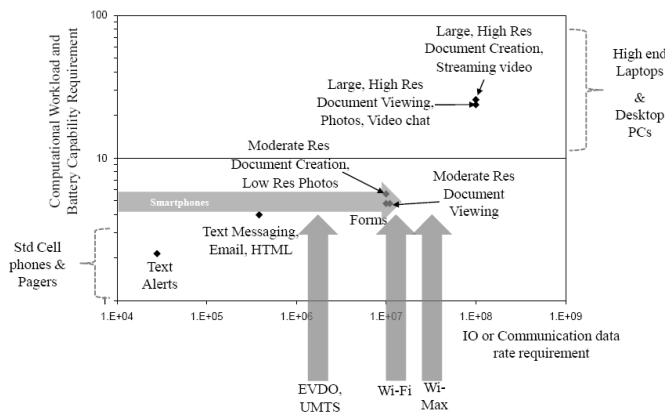 Computational Workload and
Battery Capability Requirement
100
10
1
Large, High Res
Document Creation,
Streaming video
Large, High Res
Document Viewing,
Photos, Video chat
High end
Laptops
&
Desktop
PCs
Moderate Res
Document Creation,
Low Res Photos
Smartphones
Moderate Res
Document
Viewing
Forms
Text Messaging,
Email, HTML
Std Cell
phones &
Pagers
Text
Alerts
1.E+04
1.E+05
1.E+06
1.E+07
1.E+08
1.E+09
IO or Communication data
rate requirement
EVDO,
UMTS
Wi-Fi
Wi-
Max